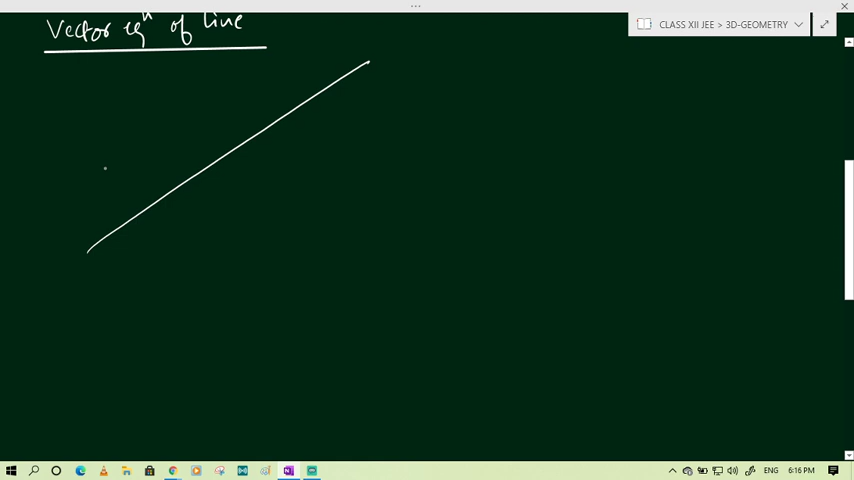 CLASS XII JEE > 3D-GEOMETRY
Vector eqⁿ of line
ENG
6:16 PM